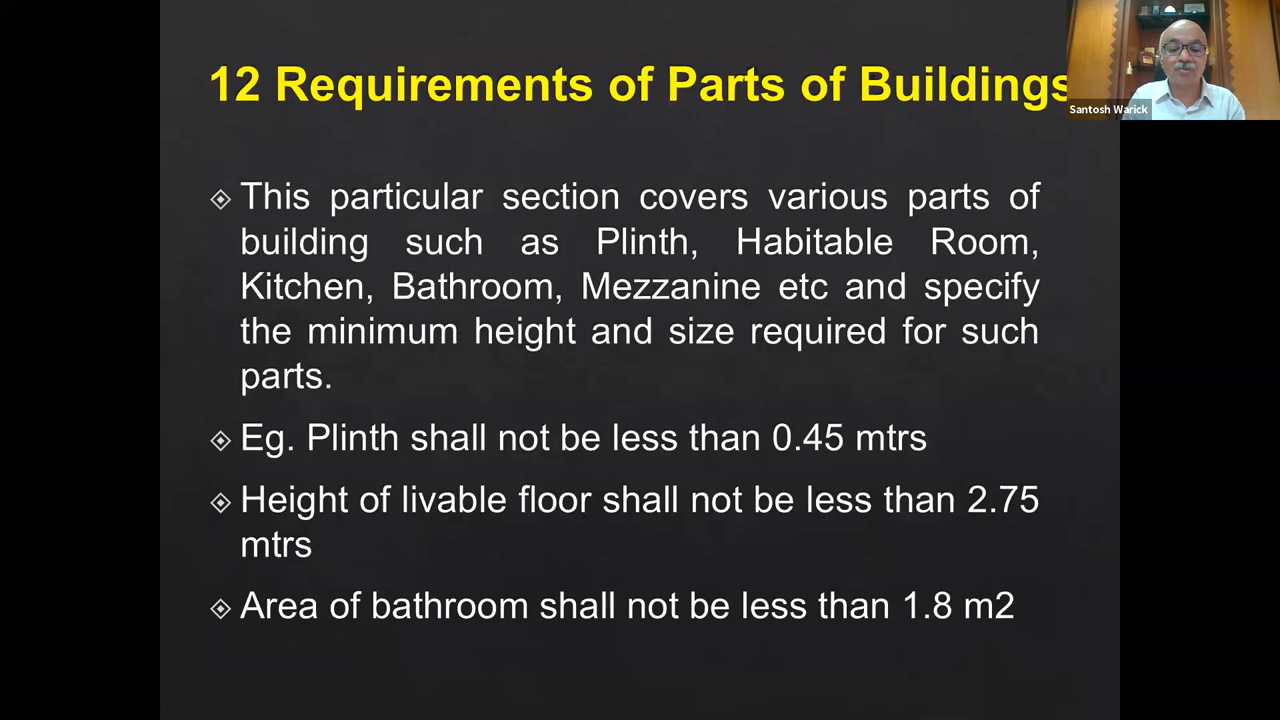 12 Requirements of Parts of Buildings
Santosh Warick
This particular section covers various parts of
building such as Plinth, Habitable Room,
Kitchen, Bathroom, Mezzanine etc and specify
the minimum height and size required for such
parts.
Eg. Plinth shall not be less than 0.45 mtrs
Height of livable floor shall not be less than 2.75
mtrs
Area of bathroom shall not be less than 1.8 m2